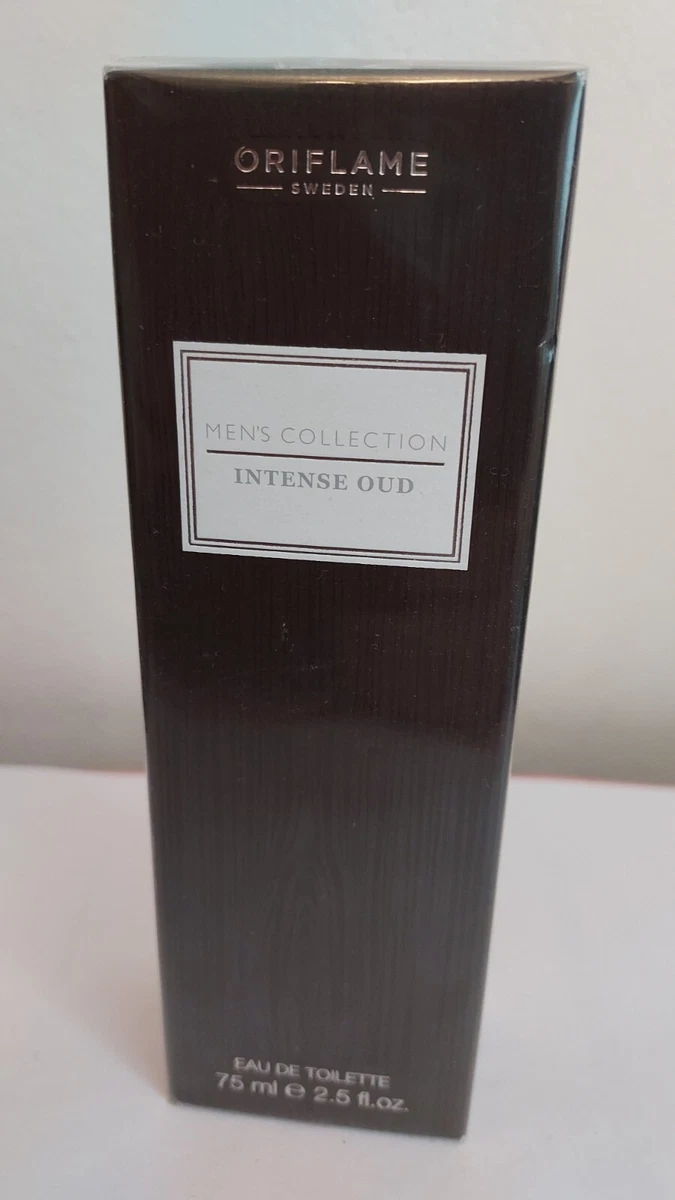 ORIFLAME
SWEDEN
MEN'S COLLECTION
INTENSE OUD
EAU DE TOILETTE
75 ml ℮ 2.5 fl.oz.